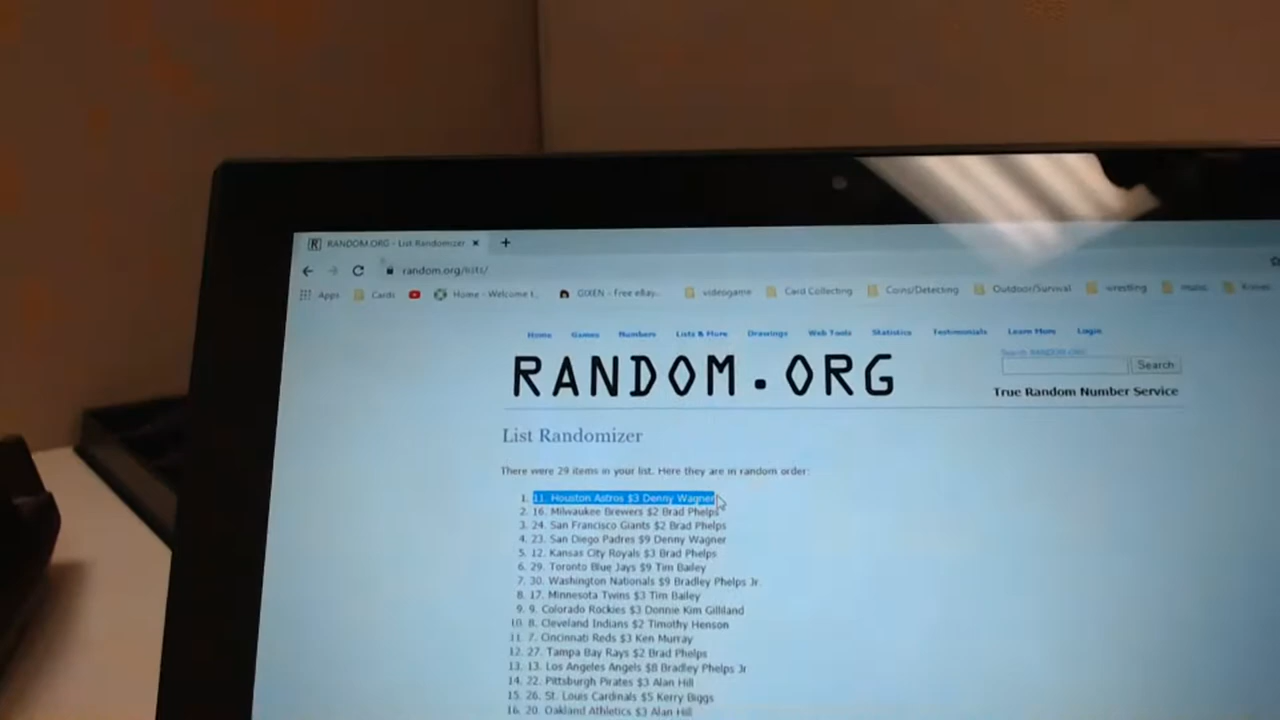 RANDOM.ORG - List Randomizer
random.org/lists/
Apps Cards Home - Welcome t... GIXEN - Free eBay... videogame Card Collecting Coins/Detecting Outdoor/Survival wrestling music Knives
Home Games Numbers Lists & More Drawings Web Tools Statistics Testimonials Learn More Login
Search RANDOM.ORG
RANDOM.ORG
Search
True Random Number Service
List Randomizer
There were 29 items in your list. Here they are in random order:
1. 11. Houston Astros $3 Denny Wagner
2. 16. Milwaukee Brewers $2 Brad Phelps
3. 24. San Francisco Giants $2 Brad Phelps
4. 23. San Diego Padres $9 Denny Wagner
5. 12. Kansas City Royals $3 Brad Phelps
6. 29. Toronto Blue Jays $9 Tim Bailey
7. 30. Washington Nationals $9 Bradley Phelps Jr
8. 17. Minnesota Twins $3 Tim Bailey
9. 9. Colorado Rockies $3 Donnie Kim Gilliland
10. 8. Cleveland Indians $2 Timothy Henson
11. 7. Cincinnati Reds $3 Ken Murray
12. 27. Tampa Bay Rays $2 Brad Phelps
13. 13. Los Angeles Angels $8 Bradley Phelps Jr
14. 22. Pittsburgh Pirates $3 Alan Hill
15. 26. St. Louis Cardinals $5 Kerry Biggs
16. 20. Oakland Athletics $3 Alan Hill